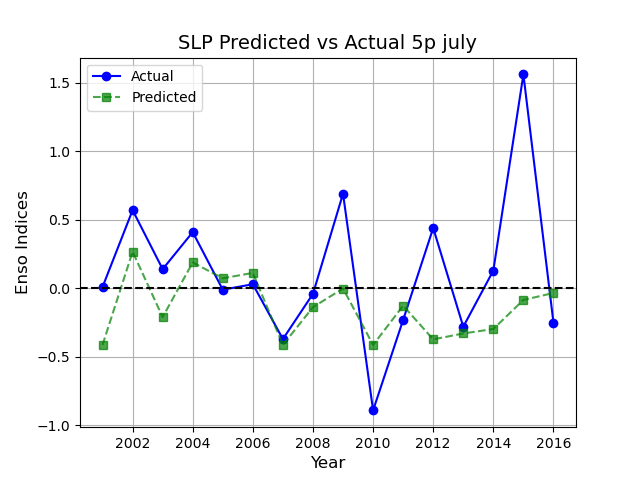 SLP Predicted vs Actual 5p july
Actual
Predicted
Enso Indices
1.5
1.0
0.5
0.0
−0.5
−1.0
2002 2004 2006 2008 2010 2012 2014 2016
Year